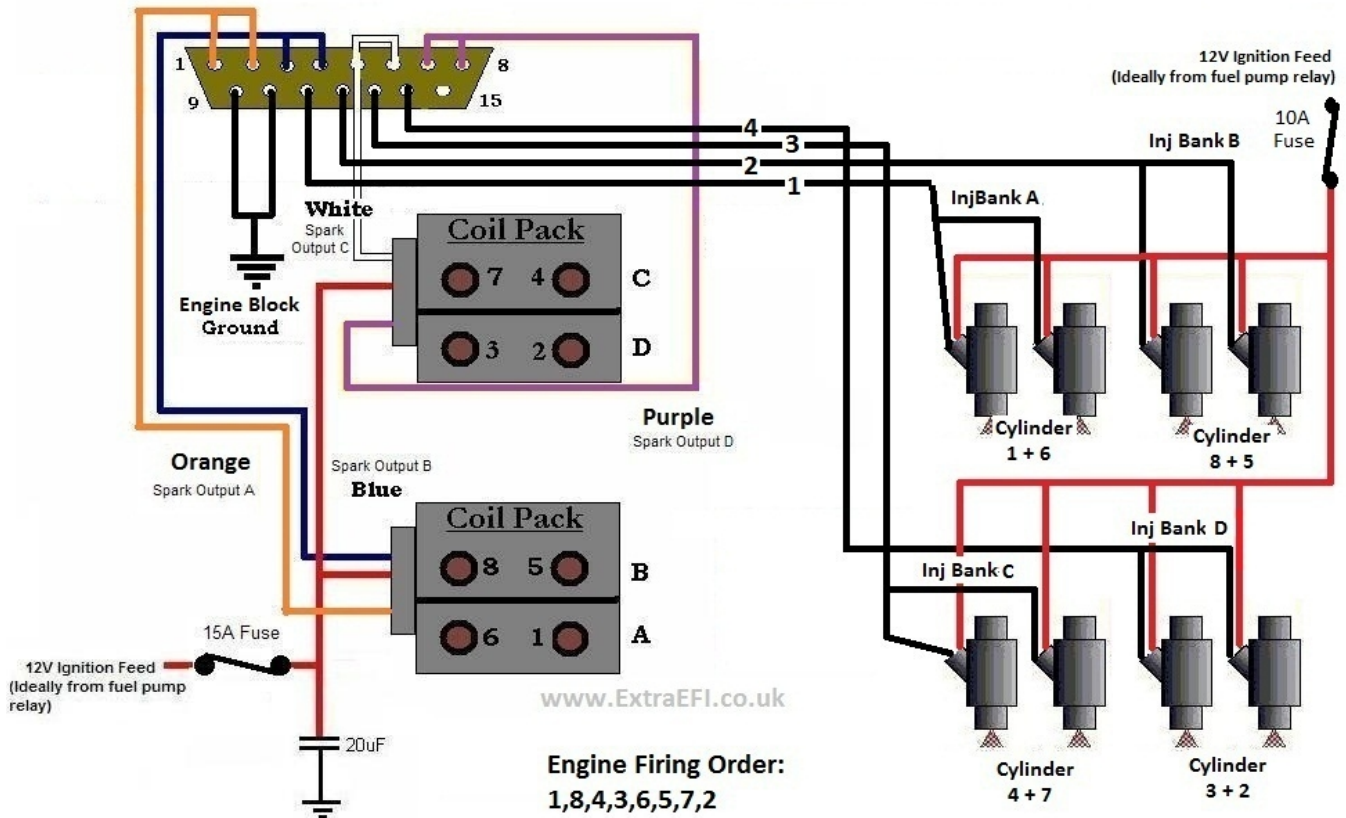 1
8
9
15
12V Ignition Feed
(Ideally from fuel pump relay)
10A
Fuse
4
3
2
1
Inj Bank B
InjBank A
White
Spark
Output C
Coil Pack
7 4 C
3 2 D
Engine Block
Ground
Purple
Spark Output D
Cylinder
1 + 6
Cylinder
8 + 5
Orange
Spark Output A
Spark Output B
Blue
Coil Pack
8 5 B
6 1 A
Inj Bank D
Inj Bank C
15A Fuse
12V Ignition Feed
(Ideally from fuel pump
relay)
www.ExtraEFI.co.uk
20uF
Engine Firing Order:
1,8,4,3,6,5,7,2
Cylinder
4 + 7
Cylinder
3 + 2